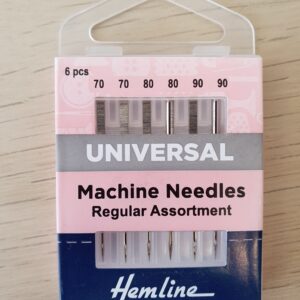 6 pcs 70 70 80 80 90 90
UNIVERSAL
Machine Needles
Regular Assortment
Hemline